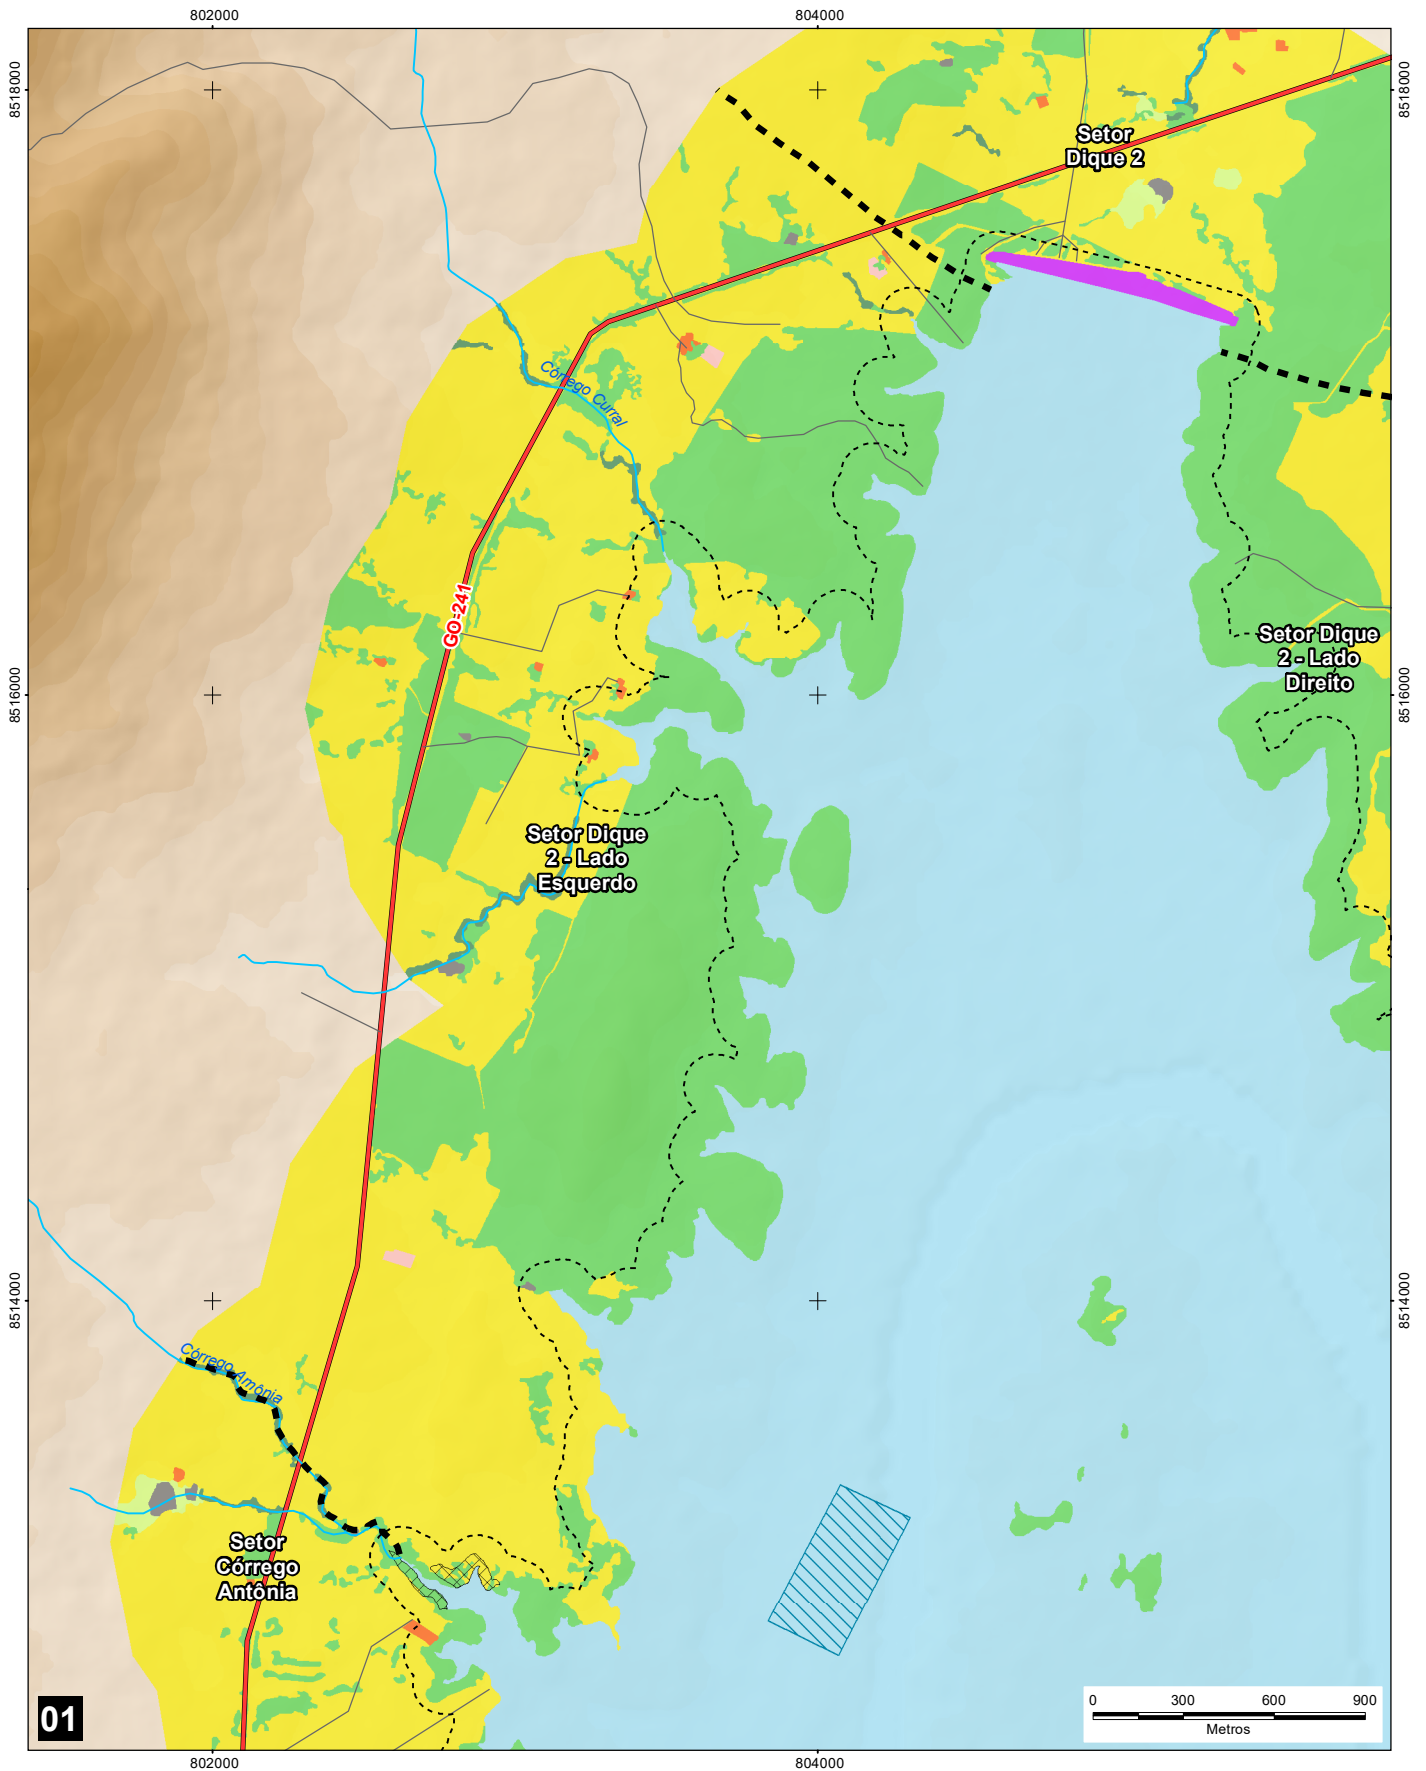 802000
804000
8518000
8518000
Setor
Dique 2
Córrego Curral
GO-241
Setor Dique
2 - Lado
Direito
8516000
8516000
Setor Dique
2 - Lado
Esquerdo
8514000
8514000
Córrego Amônia
Setor
Córrego
Antônia
01
0 300 600 900
Metros
802000
804000